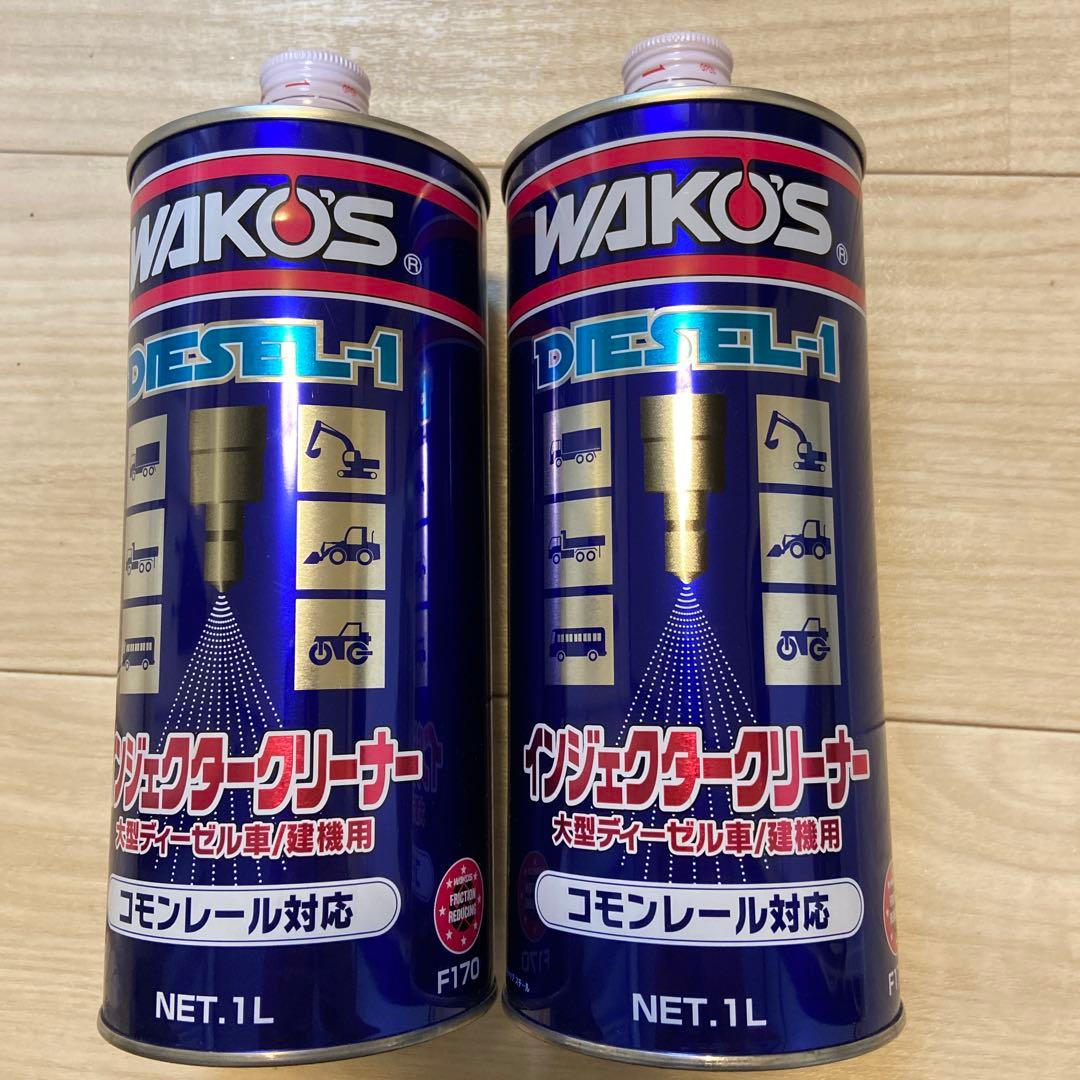 WAKO'S®
DIESEL-1
インジェクタークリーナー
大型ディーゼル車/建機用
コモンレール対応
WAKO'S
FRICTION
REDUCING
F170
NET.1L
WAKO'S®
DIESEL-1
インジェクタークリーナー
大型ディーゼル車/建機用
コモンレール対応
NET.1L